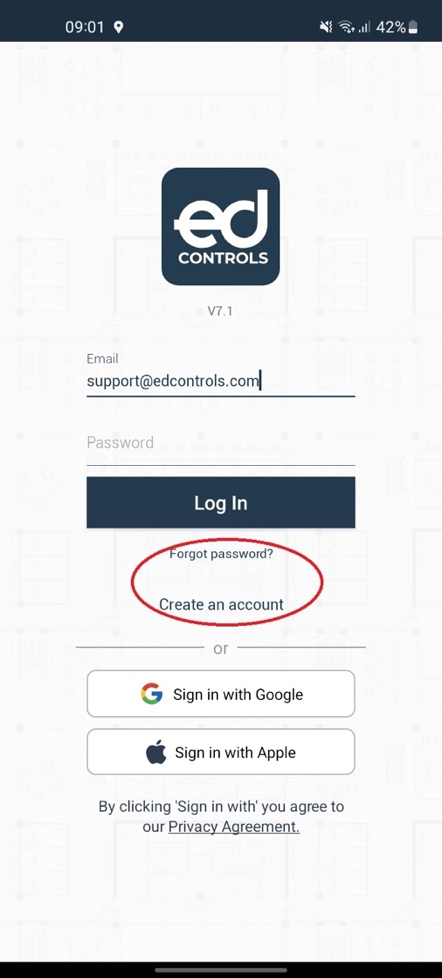 09:01
42%
ed
CONTROLS
V7.1
Email
support@edcontrols.com
Password
Log In
Forgot password?
Create an account
or
Sign in with Google
Sign in with Apple
By clicking 'Sign in with' you agree to
our Privacy Agreement.